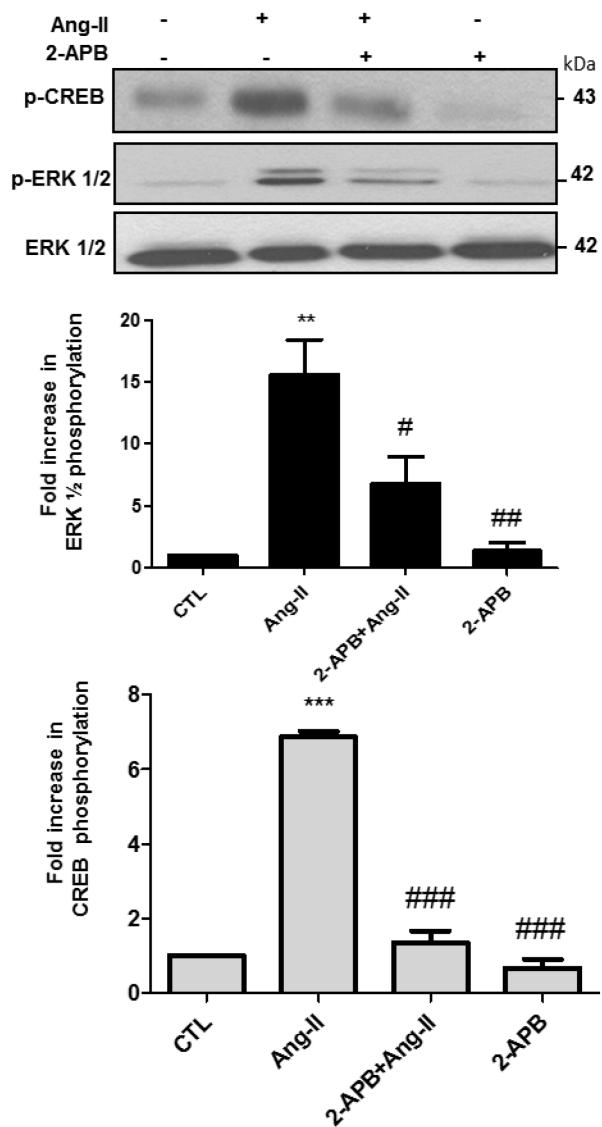 Ang-II - + + -
2-APB - - + +
kDa
p-CREB 43
p-ERK 1/2 42
ERK 1/2 42
Fold increase in
ERK ½ phosphorylation
20
15
10
5
0
**
#
##
CTL
Ang-II
2-APB+Ang-II
2-APB
Fold increase in
CREB phosphorylation
8
6
4
2
0
***
###
###
CTL
Ang-II
2-APB+Ang-II
2-APB